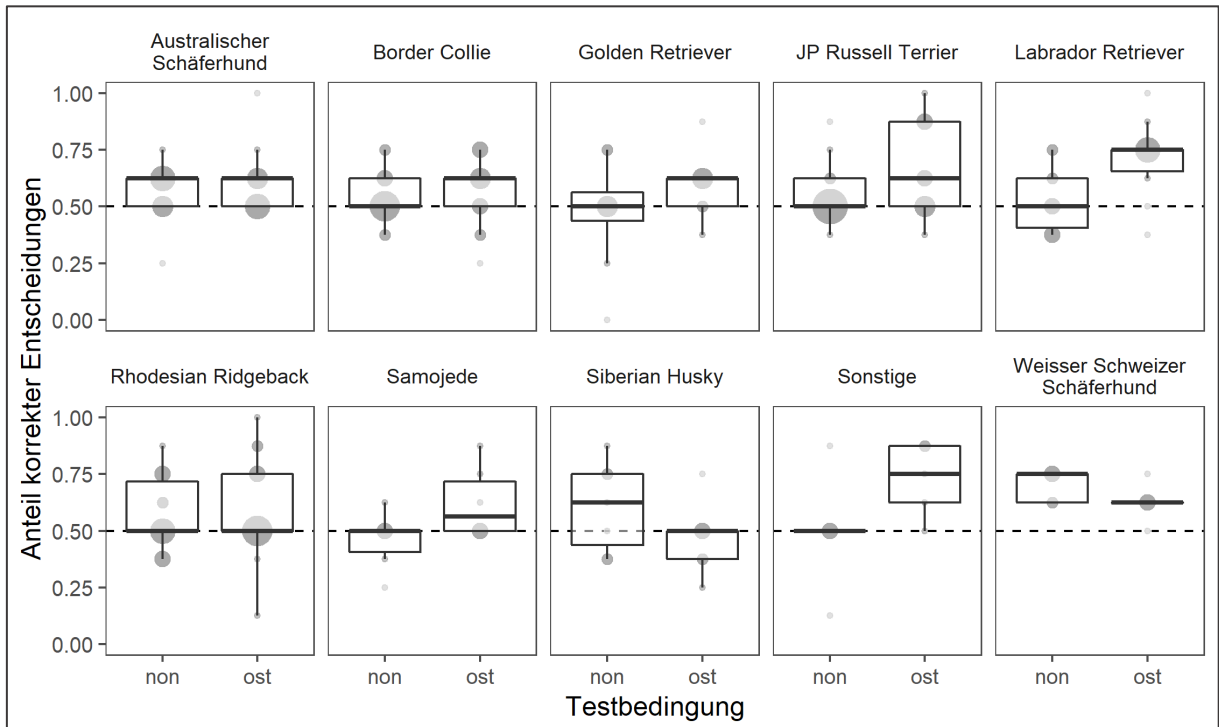 Australischer
Schäferhund
Border Collie
Golden Retriever
JP Russell Terrier
Labrador Retriever
1.00
0.75
0.50
0.25
0.00
Anteil korrekter Entscheidungen
Rhodesian Ridgeback
Samojede
Siberian Husky
Sonstige
Weisser Schweizer
Schäferhund
1.00
0.75
0.50
0.25
0.00
non ost non ost non ost non ost non ost
Testbedingung